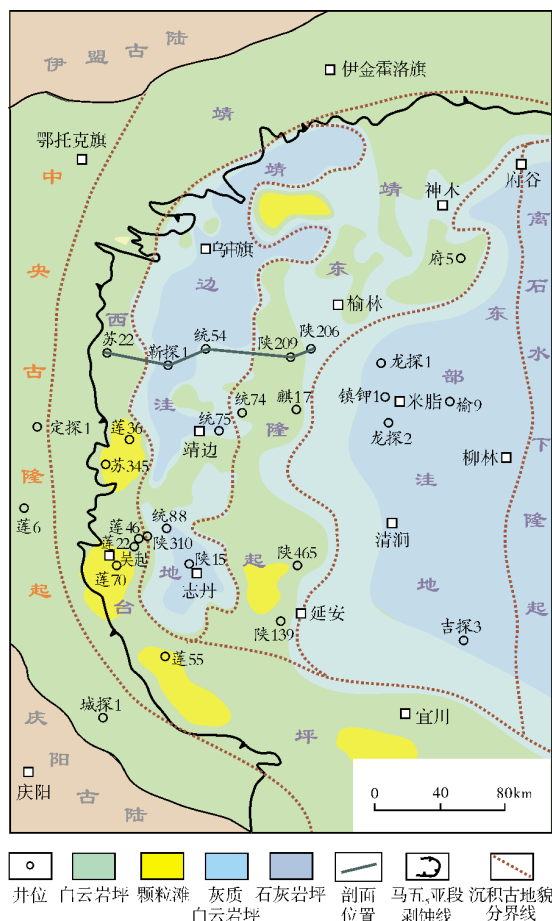 伊盟古陆
伊金霍洛旗
鄂托克旗
靖
靖
靖
神木
府谷
中
乌审旗
府5
离
边
东
榆林
石
央
西
苏22
靳探1
统54
陕209
陕206
龙探1
东
水
古
镇钾1
米脂
榆9
部
下
定探1
莲36
洼
统75
统74
麒17
隆
龙探2
靖边
洼
柳林
隆
隆
苏345
莲6
统88
清涧
莲46
陕310
莲22
吴起
陕15
起
陕465
地
地
起
起
莲70
台
志丹
延安
陕139
吉探3
莲55
城探1
宜川
坪
庆阳古陆
庆阳
0 40 80km
井位
白云岩坪
颗粒滩
灰质白云岩坪
石灰岩坪
剖面位置
沉积古地貌分界线